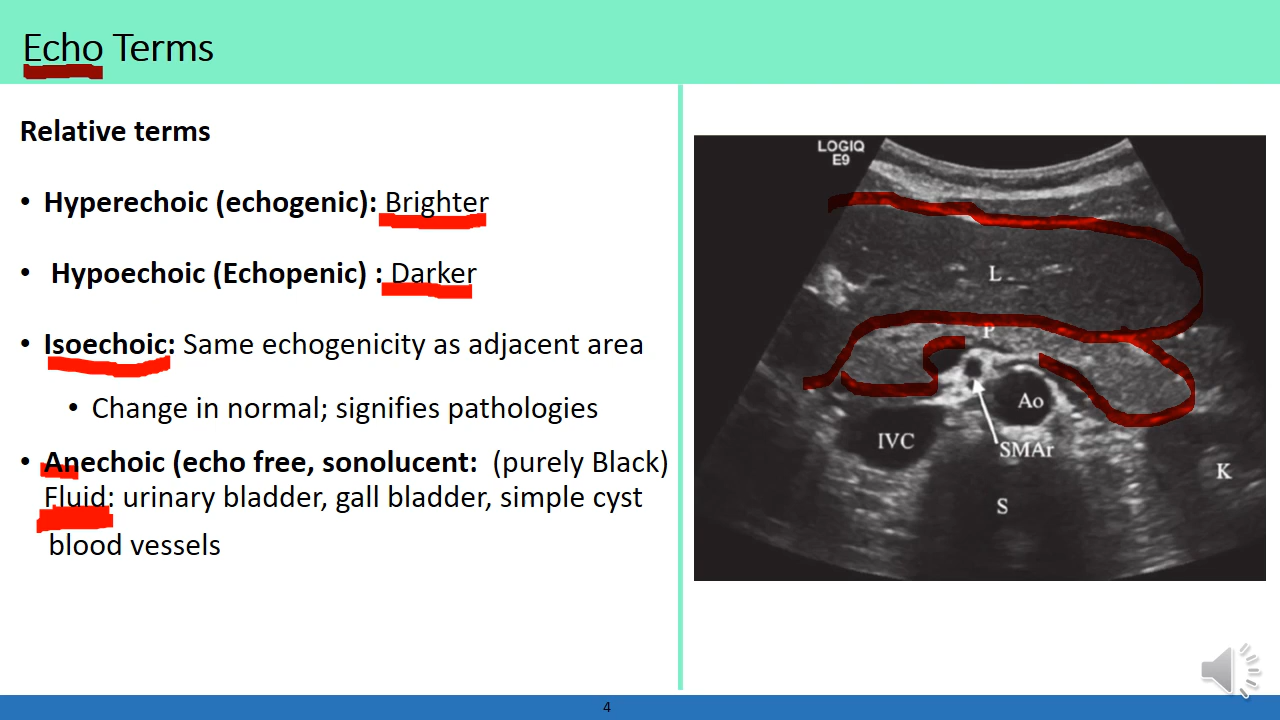 Echo Terms
Relative terms
• Hyperechoic (echogenic): Brighter
• Hypoechoic (Echopenic) : Darker
• Isoechoic: Same echogenicity as adjacent area
• Change in normal; signifies pathologies
• Anechoic (echo free, sonolucent: (purely Black)
Fluid: urinary bladder, gall bladder, simple cyst
blood vessels
LOGIQ
E9
L
P
Ao
IVC
SMAr
K
S
4